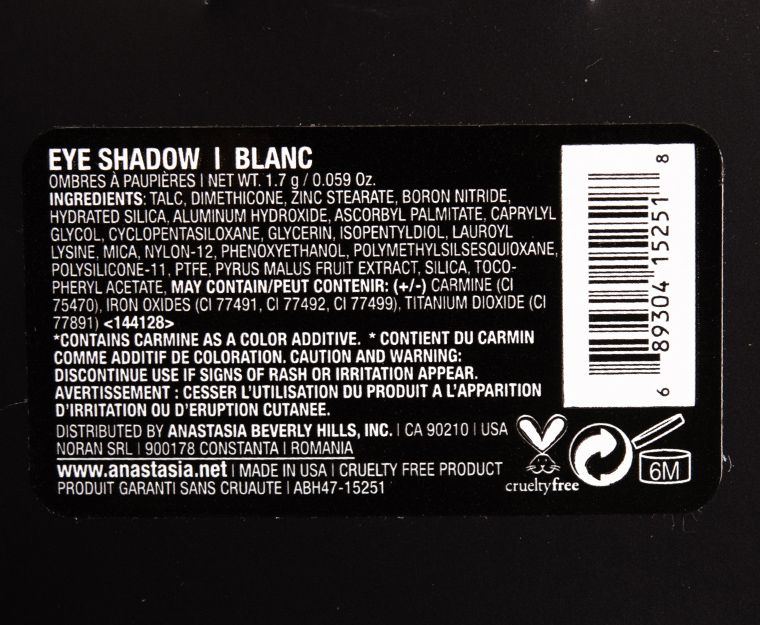 EYE SHADOW | BLANC
OMBRES À PAUPIÈRES | NET WT. 1.7 g / 0.059 Oz.
INGREDIENTS: TALC, DIMETHICONE, ZINC STEARATE, BORON NITRIDE,
HYDRATED SILICA, ALUMINUM HYDROXIDE, ASCORBYL PALMITATE, CAPRYLYL
GLYCOL, CYCLOPENTASILOXANE, GLYCERIN, ISOPENTYLDIOL, LAUROYL
LYSINE, MICA, NYLON-12, PHENOXYETHANOL, POLYMETHYLSILSESQUIOXANE,
POLYSILICONE-11, PTFE, PYRUS MALUS FRUIT EXTRACT, SILICA, TOCO-
PHERYL ACETATE, MAY CONTAIN/PEUT CONTENIR: (+/-) CARMINE (CI
75470), IRON OXIDES (CI 77491, CI 77492, CI 77499), TITANIUM DIOXIDE (CI
77891) <144128>
*CONTAINS CARMINE AS A COLOR ADDITIVE. * CONTIENT DU CARMIN
COMME ADDITIF DE COLORATION. CAUTION AND WARNING:
DISCONTINUE USE IF SIGNS OF RASH OR IRRITATION APPEAR.
AVERTISSEMENT : CESSER L'UTILISATION DU PRODUIT A L'APPARITION
D'IRRITATION OU D'ERUPTION CUTANEE.
DISTRIBUTED BY ANASTASIA BEVERLY HILLS, INC. | CA 90210 | USA
NORAN SRL | 900178 CONSTANTA | ROMANIA
www.anastasia.net | MADE IN USA | CRUELTY FREE PRODUCT
PRODUIT GARANTI SANS CRUAUTE | ABH47-15251
6 89304 15251 8
crueltyfree
6M